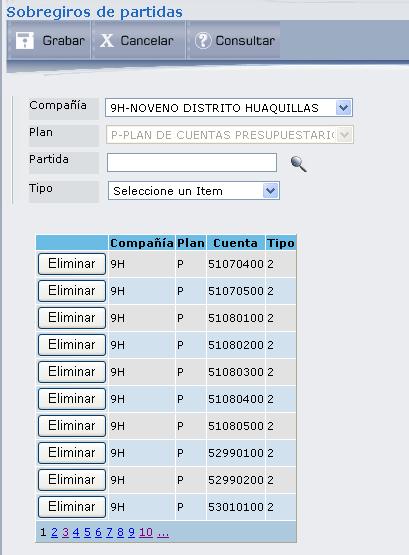 Sobregiros de partidas
Grabar Cancelar Consultar
Compañía 9H-NOVENO DISTRITO HUAQUILLAS
Plan P-PLAN DE CUENTAS PRESUPUESTARIO
Partida
Tipo Seleccione un Item
Compañía Plan Cuenta Tipo
Eliminar 9H P 51070400 2
Eliminar 9H P 51070500 2
Eliminar 9H P 51080100 2
Eliminar 9H P 51080200 2
Eliminar 9H P 51080300 2
Eliminar 9H P 51080400 2
Eliminar 9H P 51080500 2
Eliminar 9H P 52990100 2
Eliminar 9H P 52990200 2
Eliminar 9H P 53010100 2
1 2 3 4 5 6 7 8 9 10 ...